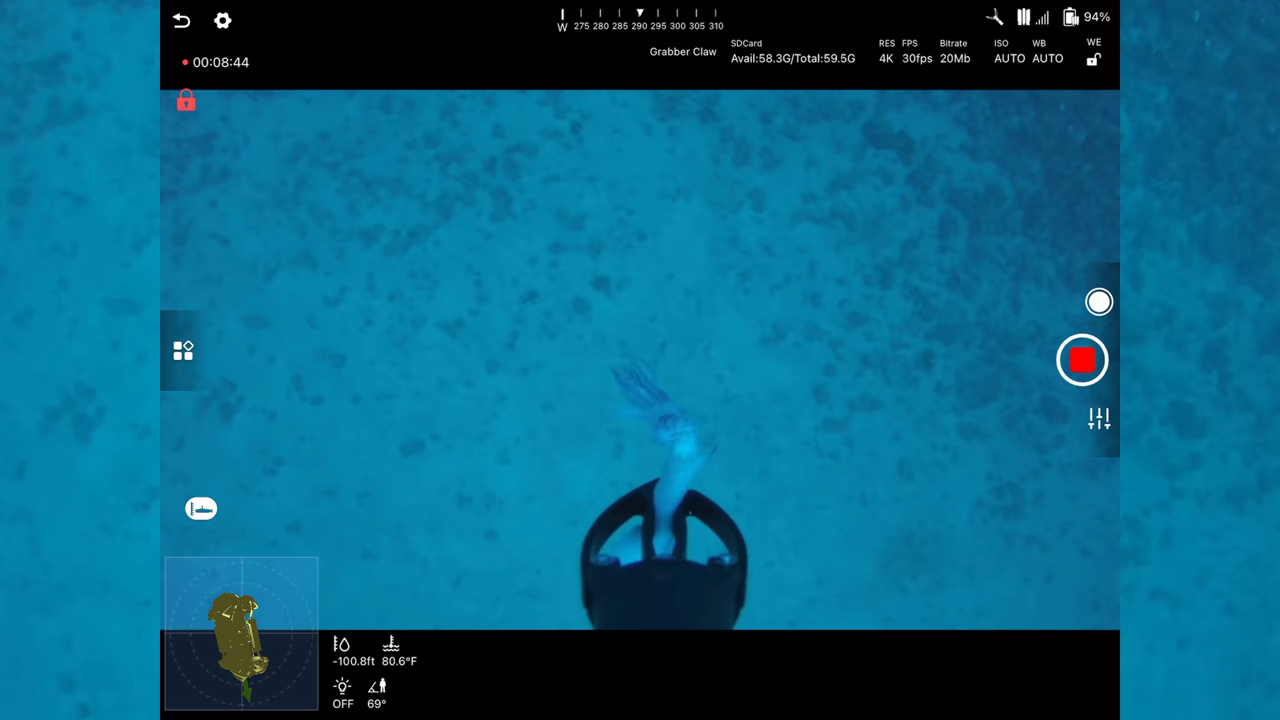 W 275 280 285 290 295 300 305 310
94%
00:08:44
Grabber Claw
SDCard
Avail:58.3G/Total:59.5G
RES FPS Bitrate
4K 30fps 20Mb
ISO WB
AUTO AUTO
WE
-100.8ft 80.6°F
OFF 69°